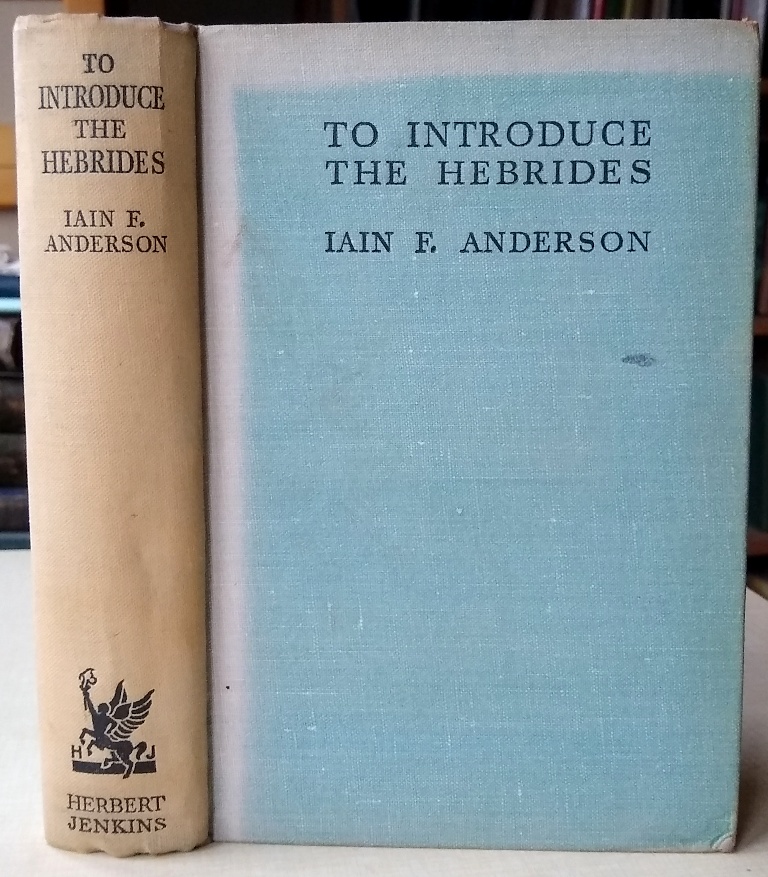 TO
INTRODUCE
THE
HEBRIDES
IAIN F.
ANDERSON
H J
HERBERT
JENKINS
TO INTRODUCE
THE HEBRIDES
IAIN F. ANDERSON